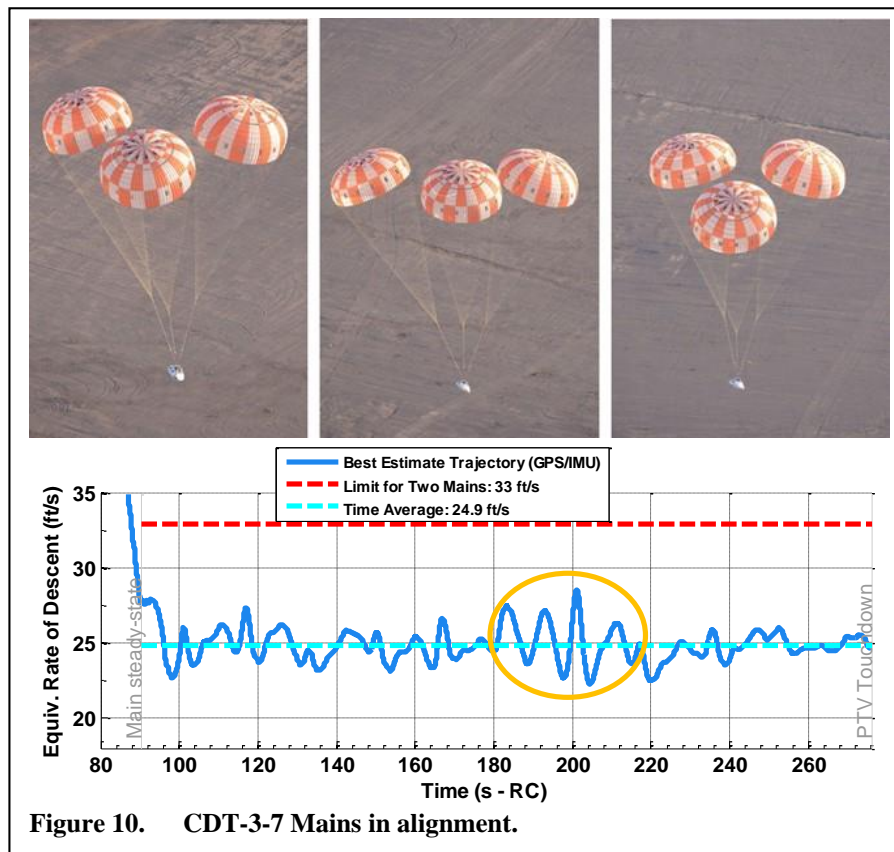 Best Estimate Trajectory (GPS/IMU)
Limit for Two Mains: 33 ft/s
Time Average: 24.9 ft/s
Equiv. Rate of Descent (ft/s)
35
30
25
20
Main steady-state
PTV Touchdown
80 100 120 140 160 180 200 220 240 260
Time (s - RC)
Figure 10. CDT-3-7 Mains in alignment.